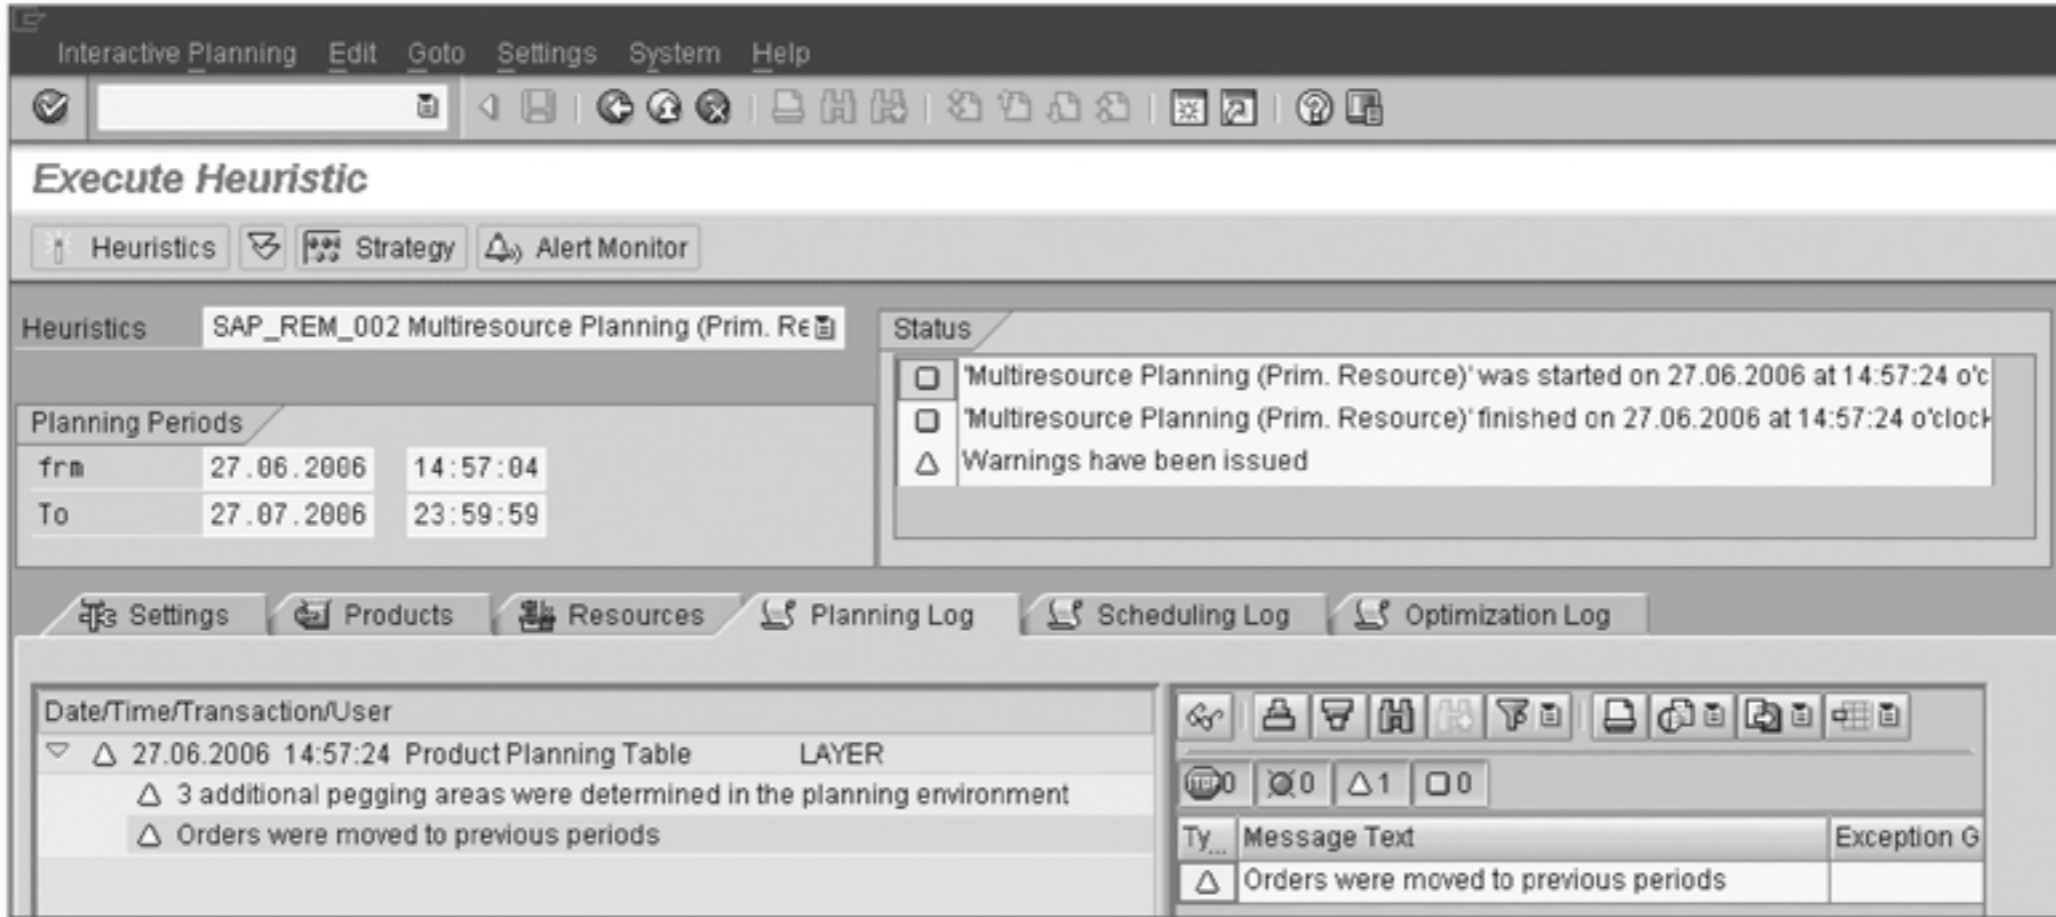 Interactive Planning Edit Goto Settings System Help
Execute Heuristic
Heuristics Strategy Alert Monitor
Heuristics SAP_REM_002 Multiresource Planning (Prim. Re
Status
'Multiresource Planning (Prim. Resource)' was started on 27.06.2006 at 14:57:24 o'c
'Multiresource Planning (Prim. Resource)' finished on 27.06.2006 at 14:57:24 o'clock
Warnings have been issued
Planning Periods
frm 27.06.2006 14:57:04
To 27.07.2006 23:59:59
Settings Products Resources Planning Log Scheduling Log Optimization Log
Date/Time/Transaction/User
27.06.2006 14:57:24 Product Planning Table LAYER
3 additional pegging areas were determined in the planning environment
Orders were moved to previous periods
0 0 1 0
Ty... Message Text Exception G
Orders were moved to previous periods